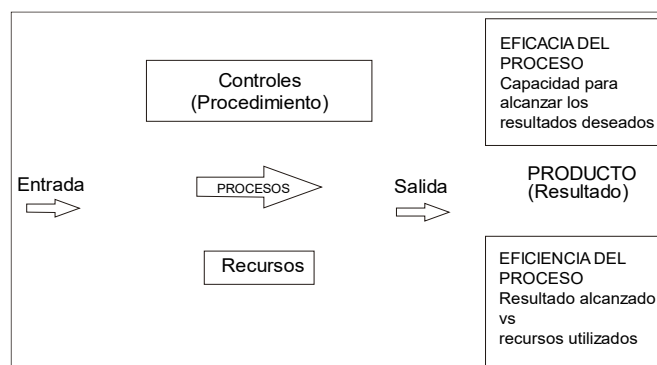 EFICACIA DEL
PROCESO
Capacidad para
alcanzar los
resultados deseados
Controles
(Procedimiento)
Entrada
PROCESOS
Salida
PRODUCTO
(Resultado)
Recursos
EFICIENCIA DEL
PROCESO
Resultado alcanzado
vs
recursos utilizados